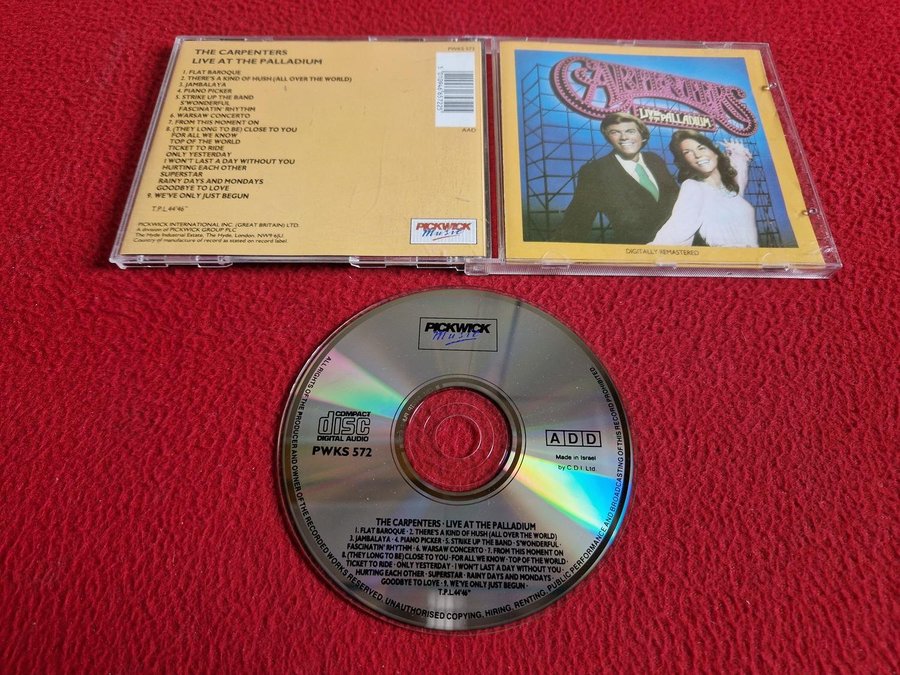 THE CARPENTERS
LIVE AT THE PALLADIUM
PWKS 572
1. FLAT BAROQUE
2. THERE'S A KIND OF HUSH (ALL OVER THE WORLD)
3. JAMBALAYA
4. PIANO PICKER
5. STRIKE UP THE BAND
S'WONDERFUL
FASCINATIN' RHYTHM
6. WARSAW CONCERTO
7. FROM THIS MOMENT ON
8. (THEY LONG TO BE) CLOSE TO YOU
FOR ALL WE KNOW
TOP OF THE WORLD
TICKET TO RIDE
ONLY YESTERDAY
I WON'T LAST A DAY WITHOUT YOU
HURTING EACH OTHER
SUPERSTAR
RAINY DAYS AND MONDAYS
GOODBYE TO LOVE
9. WE'VE ONLY JUST BEGUN
AAD
T.P.L. 44'46"
PICKWICK INTERNATIONAL INC. (GREAT BRITAIN) LTD.
A division of PICKWICK GROUP PLC
The Hyde Industrial Estate, The Hyde, London. NW9 6JU
Country of manufacture of record as stated on record label.
PICKWICK
Music
CARPENTERS
LIVE AT THE PALLADIUM
DIGITALLY REMASTERED
PICKWICK
Music
COMPACT
disc
DIGITAL AUDIO
PWKS 572
ADD
Made in Israel
by C.D.I. Ltd.
THE CARPENTERS · LIVE AT THE PALLADIUM
1. FLAT BAROQUE · 2. THERE'S A KIND OF HUSH (ALL OVER THE WORLD)
3. JAMBALAYA · 4. PIANO PICKER · 5. STRIKE UP THE BAND · S'WONDERFUL ·
FASCINATIN' RHYTHM · 6. WARSAW CONCERTO · 7. FROM THIS MOMENT ON
8. (THEY LONG TO BE) CLOSE TO YOU · FOR ALL WE KNOW · TOP OF THE WORLD ·
TICKET TO RIDE · ONLY YESTERDAY · I WON'T LAST A DAY WITHOUT YOU ·
HURTING EACH OTHER · SUPERSTAR · RAINY DAYS AND MONDAYS ·
GOODBYE TO LOVE · 9. WE'VE ONLY JUST BEGUN ·
T.P.L. 44'46"
ALL RIGHTS OF THE PRODUCER AND OWNER OF THE RECORDED WORKS RESERVED. UNAUTHORISED COPYING, HIRING, RENTING, PUBLIC PERFORMANCE AND BROADCASTING OF THIS RECORD PROHIBITED